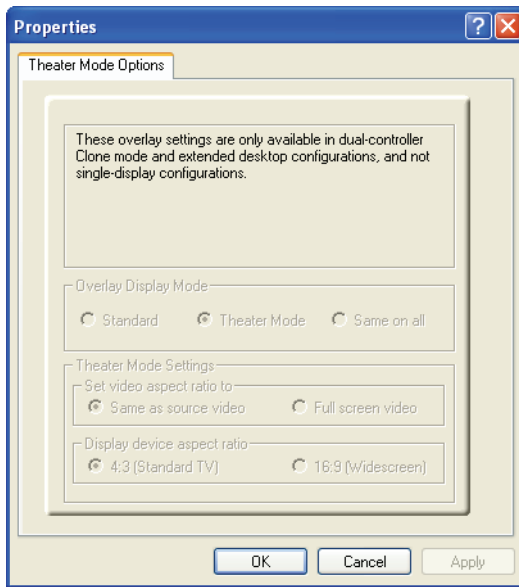 Properties
Theater Mode Options
These overlay settings are only available in dual-controller
Clone mode and extended desktop configurations, and not
single-display configurations.
Overlay Display Mode
Standard Theater Mode Same on all
Theater Mode Settings
Set video aspect ratio to
Same as source video Full screen video
Display device aspect ratio
4:3 (Standard TV) 16:9 (Widescreen)
OK Cancel Apply